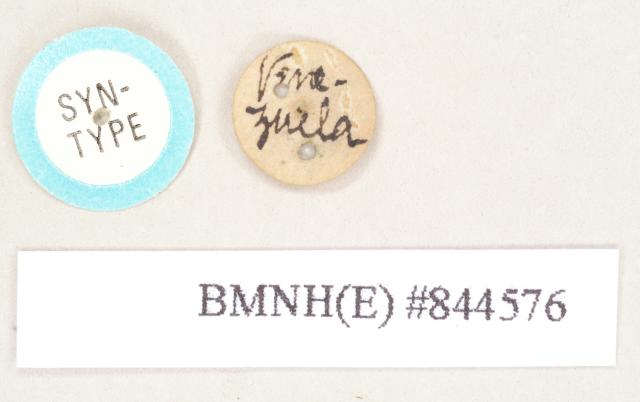 SYN-
TYPE
Vene-
zuela
BMNH(E) #844576